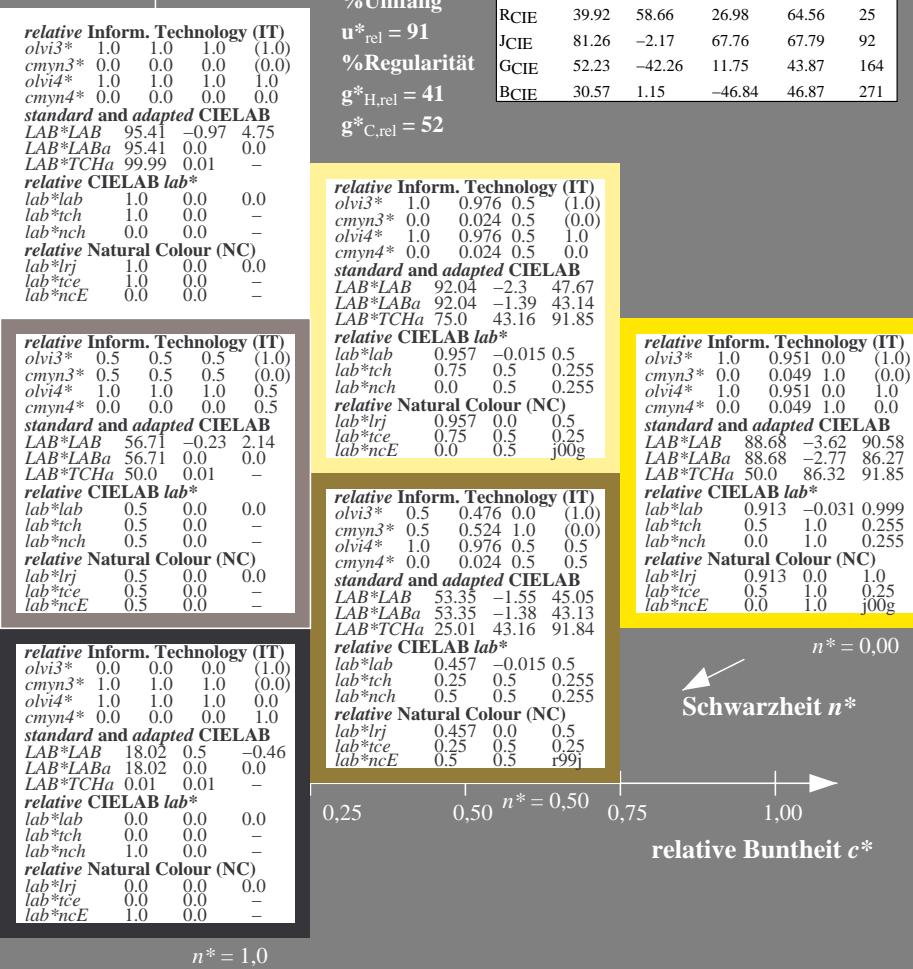 %Umfang
u*rel = 91
%Regularität
g*H,rel = 41
g*C,rel = 52
RCIE 39.92 58.66 26.98 64.56 25
JCIE 81.26 −2.17 67.76 67.79 92
GCIE 52.23 −42.26 11.75 43.87 164
BCIE 30.57 1.15 −46.84 46.87 271
relative Inform. Technology (IT)
olvi3* 1.0 1.0 1.0 (1.0)
cmyn3* 0.0 0.0 0.0 (0.0)
olvi4* 1.0 1.0 1.0 1.0
cmyn4* 0.0 0.0 0.0 0.0
standard and adapted CIELAB
LAB*LAB 95.41 −0.97 4.75
LAB*LABa 95.41 0.0 0.0
LAB*TCHa 99.99 0.01 –
relative CIELAB lab*
lab*lab 1.0 0.0 0.0
lab*tch 1.0 0.0 –
lab*nch 0.0 0.0 –
relative Natural Colour (NC)
lab*lrj 1.0 0.0 0.0
lab*tce 1.0 0.0 –
lab*ncE 0.0 0.0 –
relative Inform. Technology (IT)
olvi3* 1.0 0.976 0.5 (1.0)
cmyn3* 0.0 0.024 0.5 (0.0)
olvi4* 1.0 0.976 0.5 1.0
cmyn4* 0.0 0.024 0.5 0.0
standard and adapted CIELAB
LAB*LAB 92.04 −2.3 47.67
LAB*LABa 92.04 −1.39 43.14
LAB*TCHa 75.0 43.16 91.85
relative CIELAB lab*
lab*lab 0.957 −0.015 0.5
lab*tch 0.75 0.5 0.255
lab*nch 0.0 0.5 0.255
relative Natural Colour (NC)
lab*lrj 0.957 0.0 0.5
lab*tce 0.75 0.5 0.25
lab*ncE 0.0 0.5 j00g
relative Inform. Technology (IT)
olvi3* 0.5 0.5 0.5 (1.0)
cmyn3* 0.5 0.5 0.5 (0.0)
olvi4* 1.0 1.0 1.0 0.5
cmyn4* 0.0 0.0 0.0 0.5
standard and adapted CIELAB
LAB*LAB 56.71 −0.23 2.14
LAB*LABa 56.71 0.0 0.0
LAB*TCHa 50.0 0.01 –
relative CIELAB lab*
lab*lab 0.5 0.0 0.0
lab*tch 0.5 0.0 –
lab*nch 0.5 0.0 –
relative Natural Colour (NC)
lab*lrj 0.5 0.0 0.0
lab*tce 0.5 0.0 –
lab*ncE 0.5 0.0 –
relative Inform. Technology (IT)
olvi3* 1.0 0.951 0.0 (1.0)
cmyn3* 0.0 0.049 1.0 (0.0)
olvi4* 1.0 0.951 0.0 1.0
cmyn4* 0.0 0.049 1.0 0.0
standard and adapted CIELAB
LAB*LAB 88.68 −3.62 90.58
LAB*LABa 88.68 −2.77 86.27
LAB*TCHa 50.0 86.32 91.85
relative CIELAB lab*
lab*lab 0.913 −0.031 0.999
lab*tch 0.5 1.0 0.255
lab*nch 0.0 1.0 0.255
relative Natural Colour (NC)
lab*lrj 0.913 0.0 1.0
lab*tce 0.5 1.0 0.25
lab*ncE 0.0 1.0 j00g
relative Inform. Technology (IT)
olvi3* 0.5 0.476 0.0 (1.0)
cmyn3* 0.5 0.524 1.0 (0.0)
olvi4* 1.0 0.976 0.5 0.5
cmyn4* 0.0 0.024 0.5 0.5
standard and adapted CIELAB
LAB*LAB 53.35 −1.55 45.05
LAB*LABa 53.35 −1.38 43.13
LAB*TCHa 25.01 43.16 91.84
relative CIELAB lab*
lab*lab 0.457 −0.015 0.5
lab*tch 0.25 0.5 0.255
lab*nch 0.5 0.5 0.255
relative Natural Colour (NC)
lab*lrj 0.457 0.0 0.5
lab*tce 0.25 0.5 0.25
lab*ncE 0.5 0.5 r99j
relative Inform. Technology (IT)
olvi3* 0.0 0.0 0.0 (1.0)
cmyn3* 1.0 1.0 1.0 (0.0)
olvi4* 1.0 1.0 1.0 0.0
cmyn4* 0.0 0.0 0.0 1.0
standard and adapted CIELAB
LAB*LAB 18.02 0.5 −0.46
LAB*LABa 18.02 0.0 0.0
LAB*TCHa 0.01 0.01 –
relative CIELAB lab*
lab*lab 0.0 0.0 0.0
lab*tch 0.0 0.0 –
lab*nch 1.0 0.0 –
relative Natural Colour (NC)
lab*lrj 0.0 0.0 0.0
lab*tce 0.0 0.0 –
lab*ncE 1.0 0.0 –
n* = 0,00
Schwarzheit n*
0,25 0,50 n* = 0,50 0,75 1,00
relative Buntheit c*
n* = 1,0